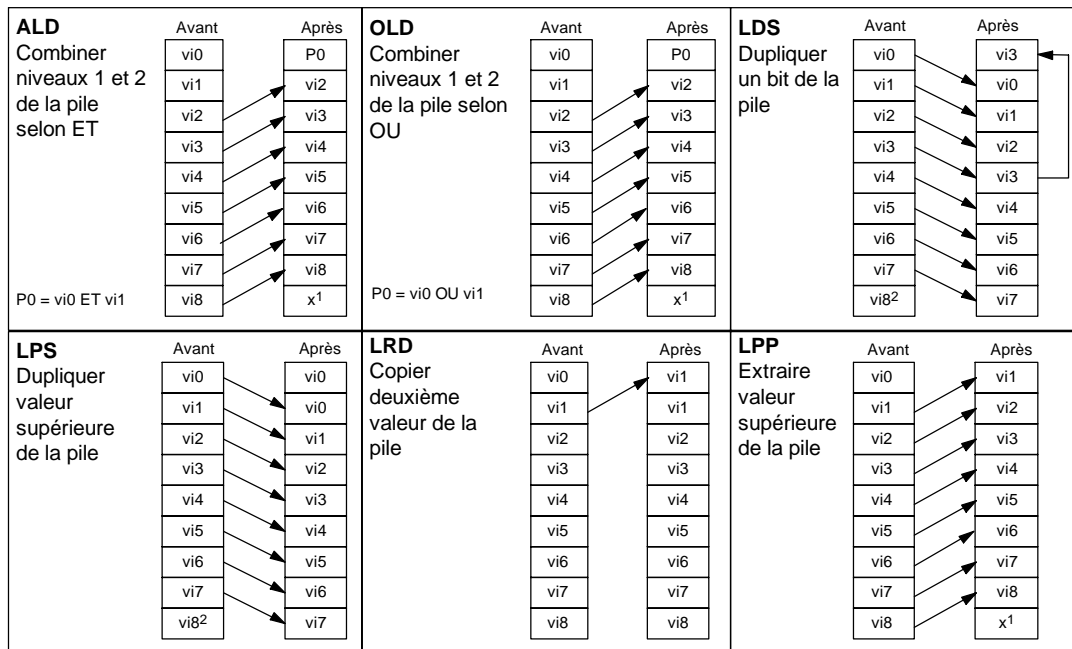 ALD
Combiner
niveaux 1 et 2
de la pile
selon ET
P0 = vi0 ET vi1
Avant
vi0
vi1
vi2
vi3
vi4
vi5
vi6
vi7
vi8
Après
P0
vi2
vi3
vi4
vi5
vi6
vi7
vi8
x1
OLD
Combiner
niveaux 1 et 2
de la pile selon
OU
P0 = vi0 OU vi1
Avant
vi0
vi1
vi2
vi3
vi4
vi5
vi6
vi7
vi8
Après
P0
vi2
vi3
vi4
vi5
vi6
vi7
vi8
x1
LDS
Dupliquer
un bit de la
pile
Avant
vi0
vi1
vi2
vi3
vi4
vi5
vi6
vi7
vi82
Après
vi3
vi0
vi1
vi2
vi3
vi4
vi5
vi6
vi7
LPS
Dupliquer
valeur
supérieure
de la pile
Avant
vi0
vi1
vi2
vi3
vi4
vi5
vi6
vi7
vi82
Après
vi0
vi0
vi1
vi2
vi3
vi4
vi5
vi6
vi7
LRD
Copier
deuxième
valeur de la
pile
Avant
vi0
vi1
vi2
vi3
vi4
vi5
vi6
vi7
vi8
Après
vi1
vi1
vi2
vi3
vi4
vi5
vi6
vi7
vi8
LPP
Extraire
valeur
supérieure
de la pile
Avant
vi0
vi1
vi2
vi3
vi4
vi5
vi6
vi7
vi8
Après
vi1
vi2
vi3
vi4
vi5
vi6
vi7
vi8
x1